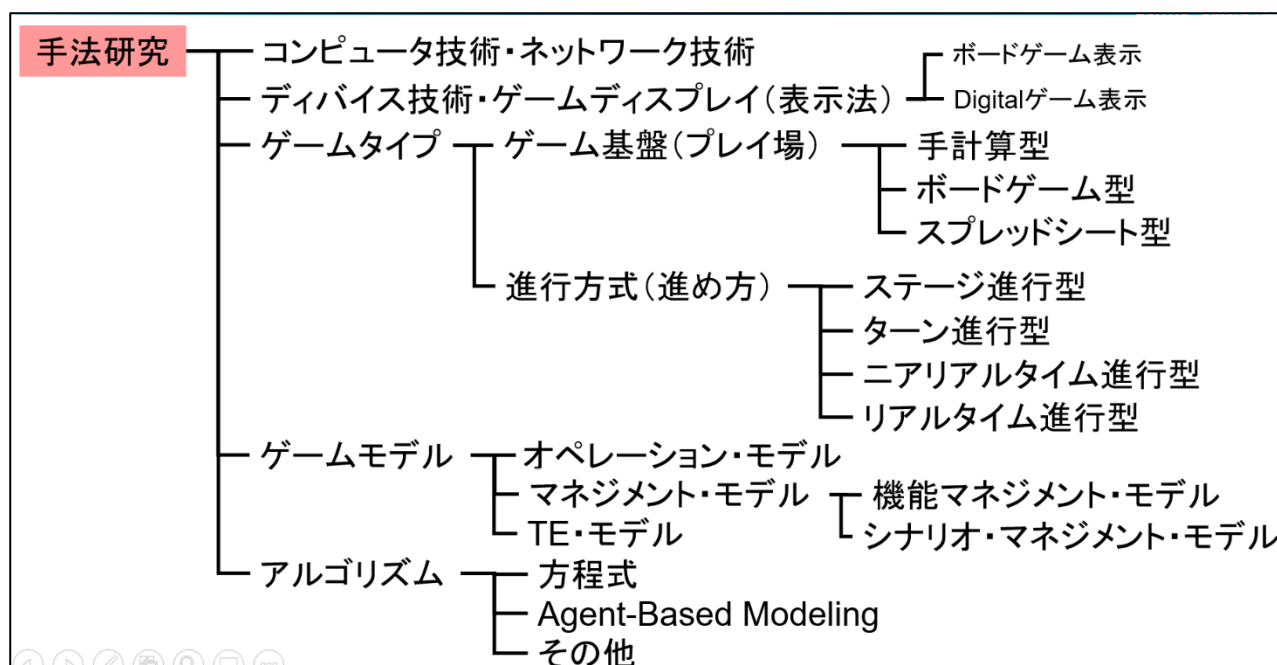 手法研究
コンピュータ技術・ネットワーク技術
ディバイス技術・ゲームディスプレイ(表示法)
ボードゲーム表示
Digitalゲーム表示
ゲームタイプ
ゲーム基盤(プレイ場)
手計算型
ボードゲーム型
スプレッドシート型
進行方式(進め方)
ステージ進行型
ターン進行型
ニアリアルタイム進行型
リアルタイム進行型
ゲームモデル
オペレーション・モデル
マネジメント・モデル
機能マネジメント・モデル
シナリオ・マネジメント・モデル
TE・モデル
アルゴリズム
方程式
Agent-Based Modeling
その他